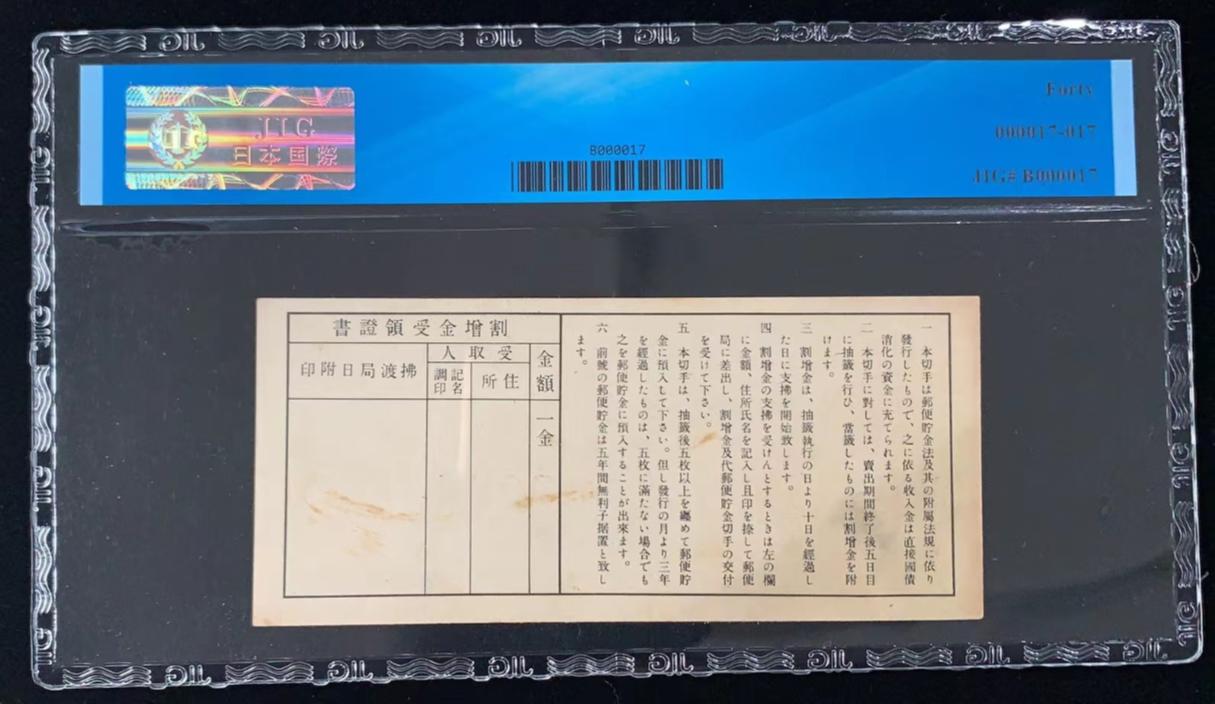 JIG
日本国際
B000017
Forty
000017-017
JIG# B000017
一 本切手は郵便貯金法及其の附屬法規に依り
發行したもので、之に依る收入金は直接國債
消化の資金に充てられます。
二 本切手に對しては、賣出期間終了後五日目
に抽籤を行ひ、當籤したものには割增金を附
けます。
三 割增金は、抽籤執行の日より十日を經過し
た日に支拂を開始致します。
四 割增金の支拂を受けんとするときは左の欄
に金額、住所氏名を記入し且印を捺して郵便
局に差出し、割增金及代郵便貯金切手の交付
を受けて下さい。
五 本切手は、抽籤後五枚以上を纏めて郵便貯
金に預入して下さい。但し發行の月より三年
を經過したものは、五枚に滿たない場合でも
之を郵便貯金に預入することが出來ます。
六 前號の郵便貯金は五年間無利子据置と致し
ます。
書證領受金增割
金額
人取受
所住
記名調印
印附日局渡拂
一金
JIG JIG JIG JIG JIG JIG